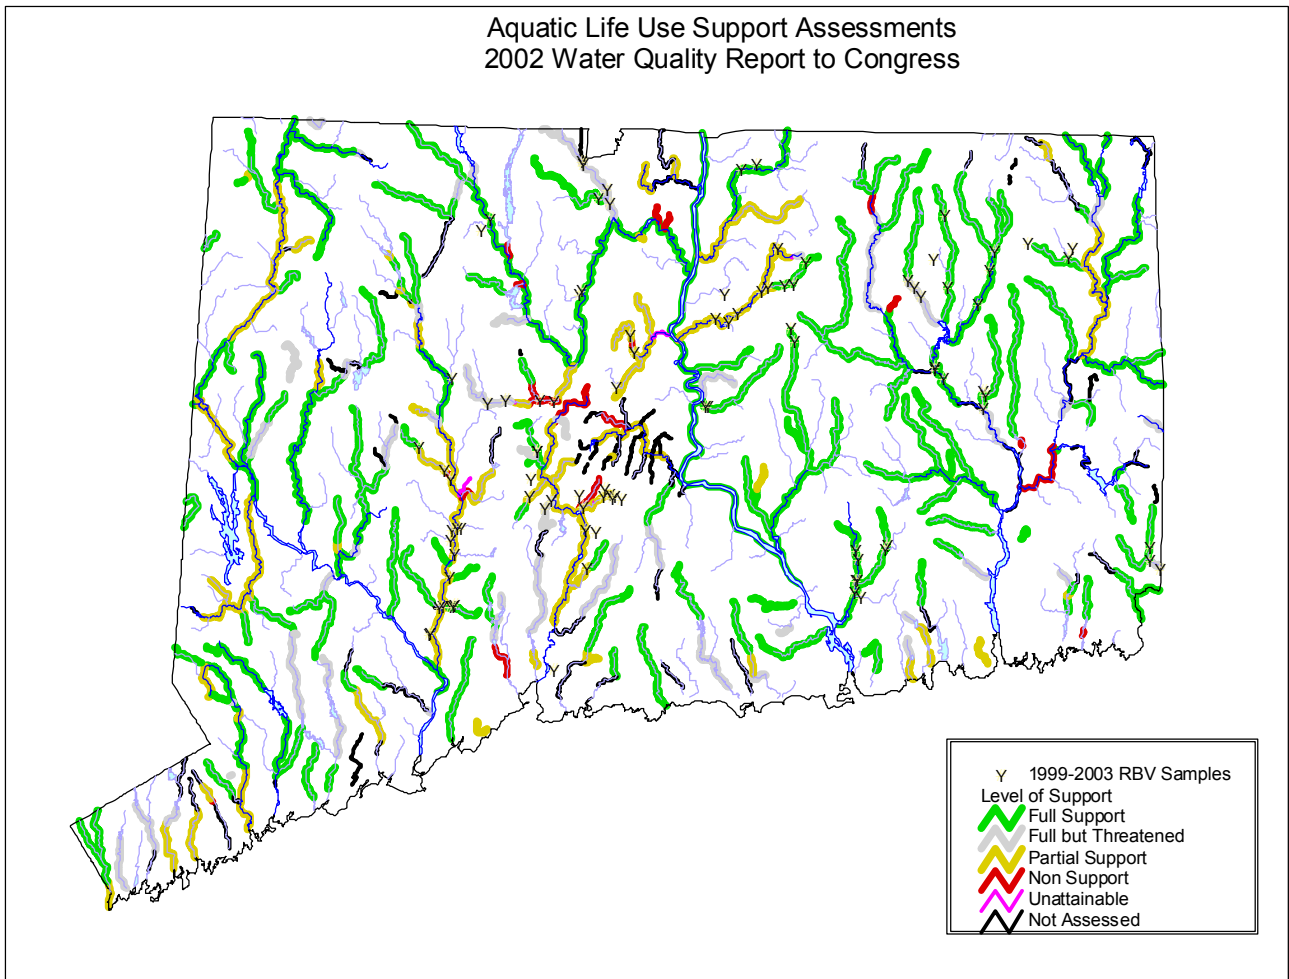 Aquatic Life Use Support Assessments
2002 Water Quality Report to Congress
Y 1999-2003 RBV Samples
Level of Support
Full Support
Full but Threatened
Partial Support
Non Support
Unattainable
Not Assessed